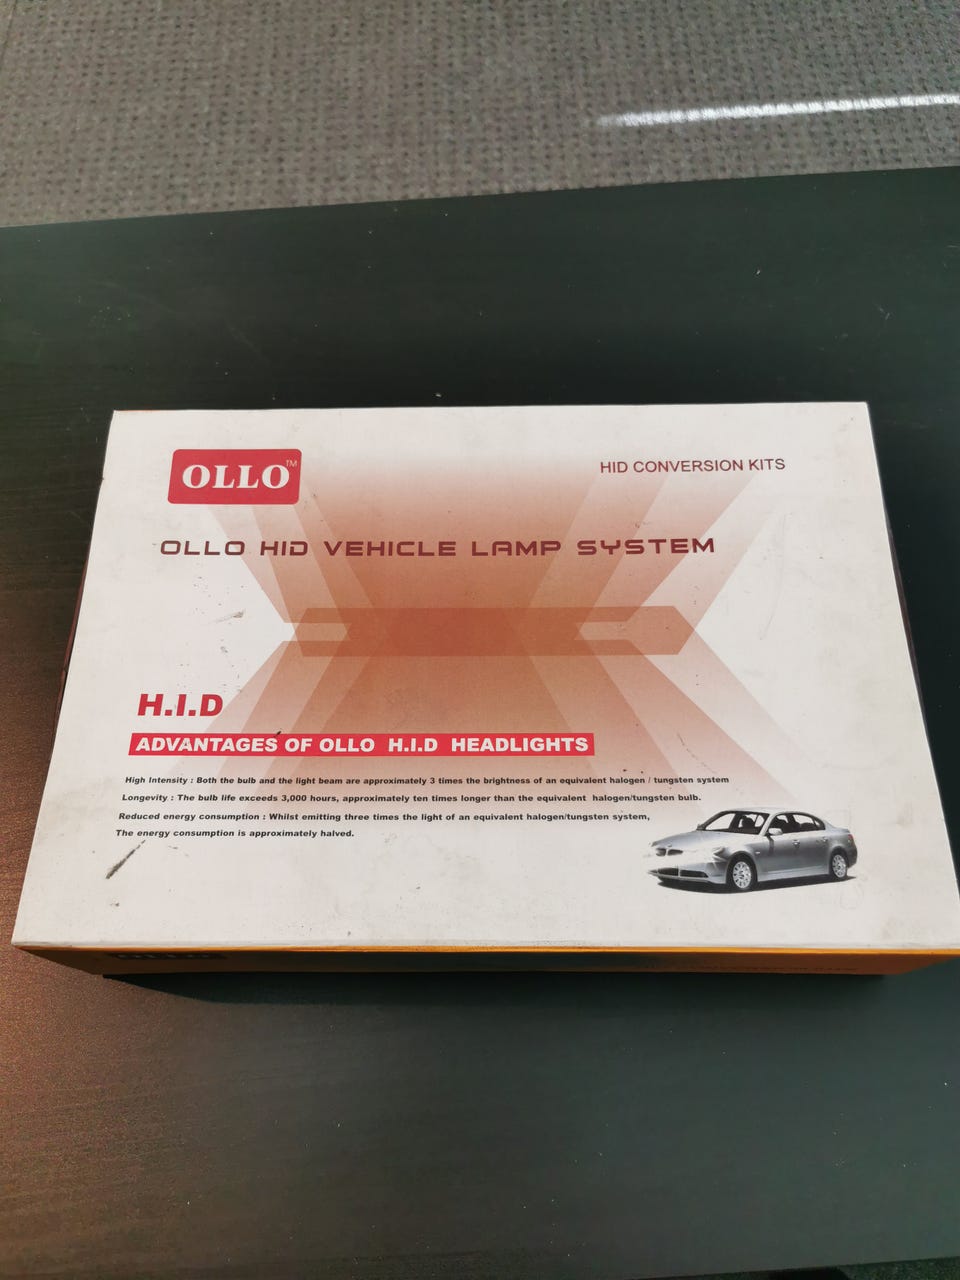 OLLO™
HID CONVERSION KITS
OLLO HID VEHICLE LAMP SYSTEM
H.I.D
ADVANTAGES OF OLLO H.I.D HEADLIGHTS
High Intensity : Both the bulb and the light beam are approximately 3 times the brightness of an equivalent halogen / tungsten system
Longevity : The bulb life exceeds 3,000 hours, approximately ten times longer than the equivalent halogen/tungsten bulb.
Reduced energy consumption : Whilst emitting three times the light of an equivalent halogen/tungsten system,
The energy consumption is approximately halved.